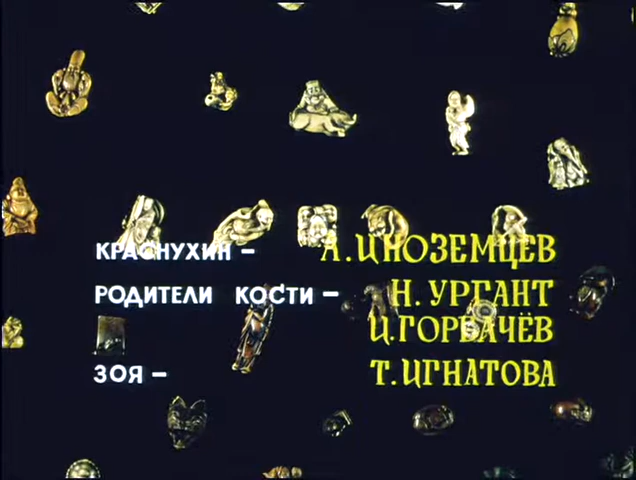 КРАСНУХИН – А. ИНОЗЕМЦЕВ
РОДИТЕЛИ КОСТИ – Н. УРГАНТ
И. ГОРБАЧЁВ
ЗОЯ – Т. ИГНАТОВА